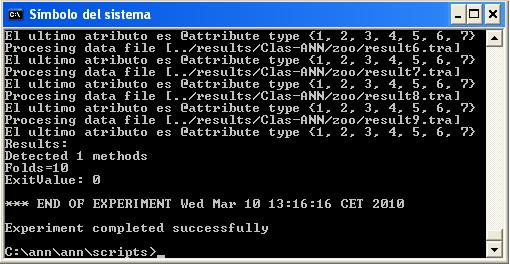 Símbolo del sistema
El ultimo atributo es @attribute type {1, 2, 3, 4, 5, 6, 7}
Procesing data file [../results/Clas-ANN/zoo/result6.tra]
El ultimo atributo es @attribute type {1, 2, 3, 4, 5, 6, 7}
Procesing data file [../results/Clas-ANN/zoo/result7.tra]
El ultimo atributo es @attribute type {1, 2, 3, 4, 5, 6, 7}
Procesing data file [../results/Clas-ANN/zoo/result8.tra]
El ultimo atributo es @attribute type {1, 2, 3, 4, 5, 6, 7}
Procesing data file [../results/Clas-ANN/zoo/result9.tra]
El ultimo atributo es @attribute type {1, 2, 3, 4, 5, 6, 7}
Results:
Detected 1 methods
Folds=10
ExitValue: 0
*** END OF EXPERIMENT Wed Mar 10 13:16:16 CET 2010
Experiment completed successfully
C:\ann\ann\scripts>_